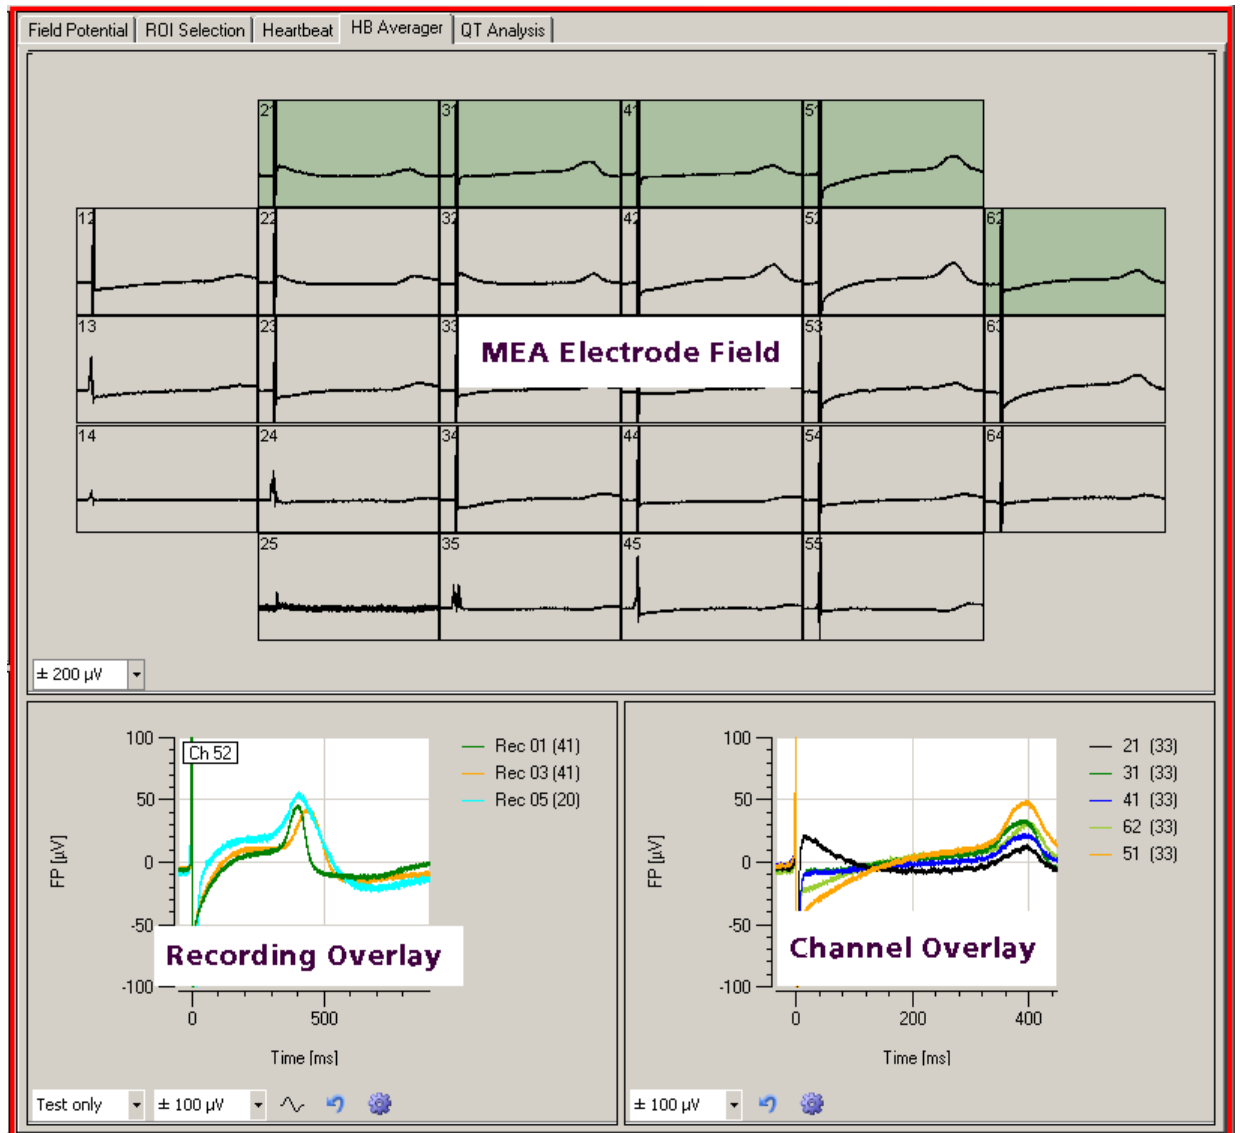 Field Potential ROI Selection Heartbeat HB Averager QT Analysis
21 31 41 51
12 22 32 42 52 62
13 23 33 53 63
MEA Electrode Field
14 24 34 44 54 64
25 35 45 55
± 200 µV
100
50
0
-50
-100
FP [µV]
Ch 52
Rec 01 (41)
Rec 03 (41)
Rec 05 (20)
Recording Overlay
0 500
Time [ms]
Test only ± 100 µV
100
50
0
-50
-100
FP [µV]
21 (33)
31 (33)
41 (33)
62 (33)
51 (33)
Channel Overlay
0 200 400
Time [ms]
± 100 µV